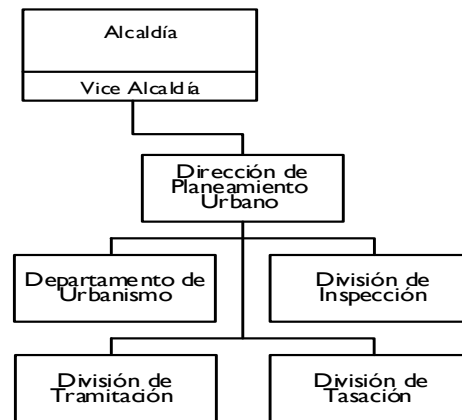 Alcaldía
Vice Alcaldía
Dirección de
Planeamiento
Urbano
Departamento de
Urbanismo
División de
Inspección
División de
Tramitación
División de
Tasación